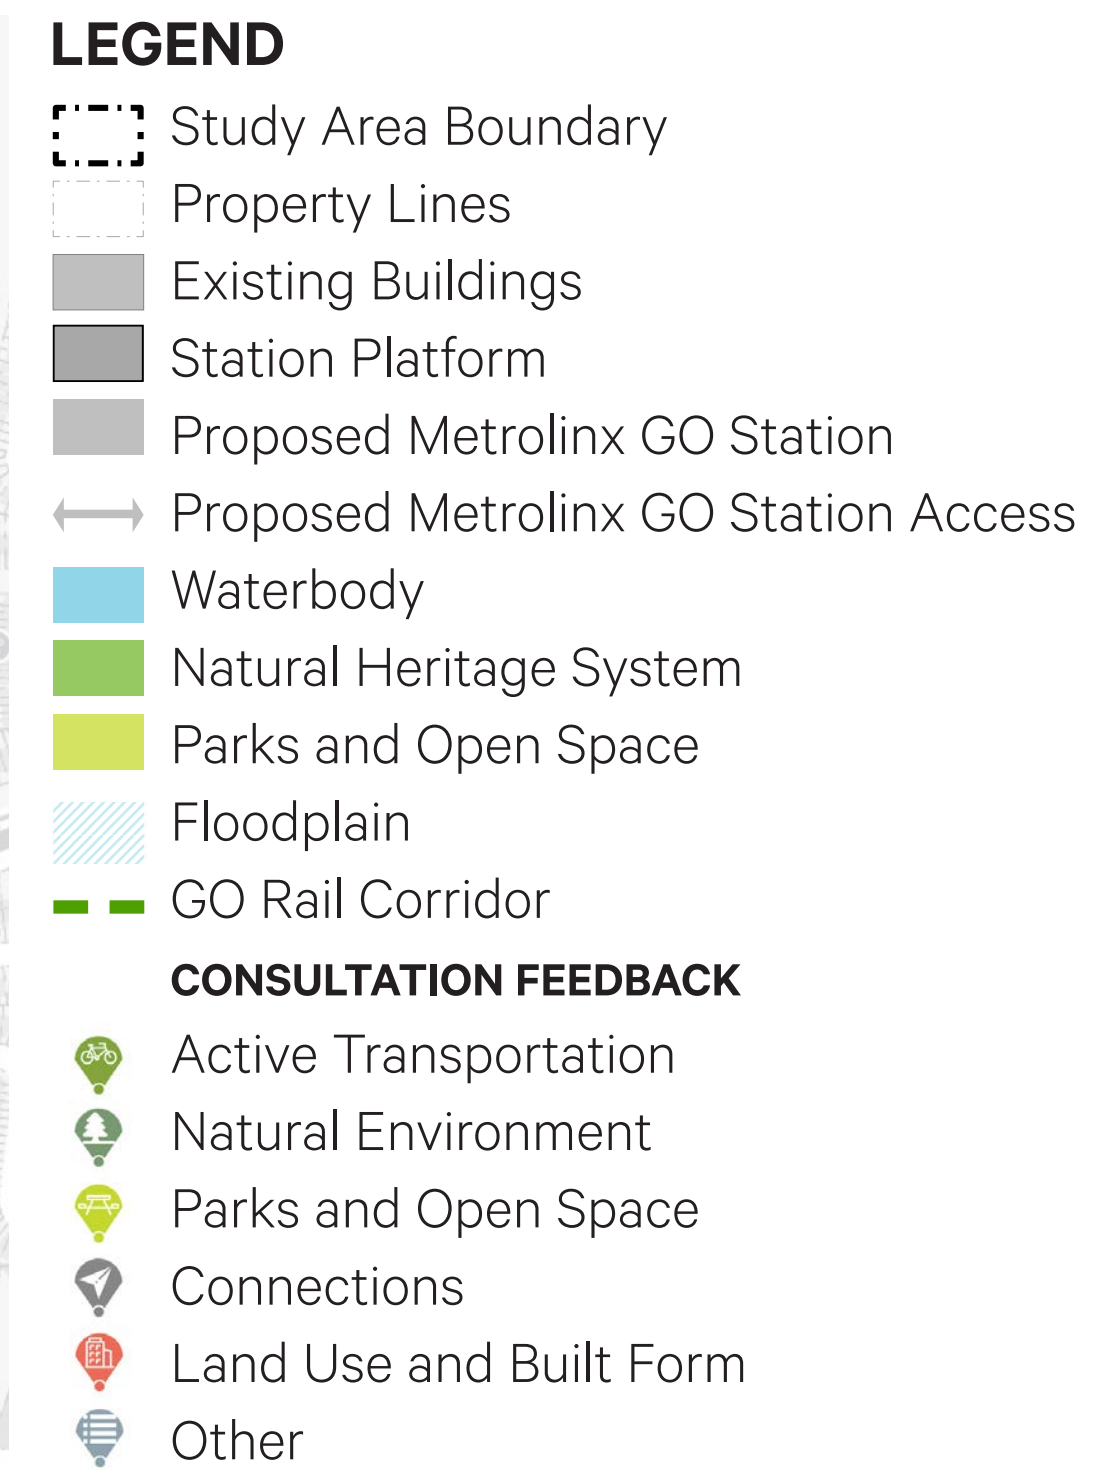 LEGEND
Study Area Boundary
Property Lines
Existing Buildings
Station Platform
Proposed Metrolinx GO Station
Proposed Metrolinx GO Station Access
Waterbody
Natural Heritage System
Parks and Open Space
Floodplain
GO Rail Corridor
CONSULTATION FEEDBACK
Active Transportation
Natural Environment
Parks and Open Space
Connections
Land Use and Built Form
Other